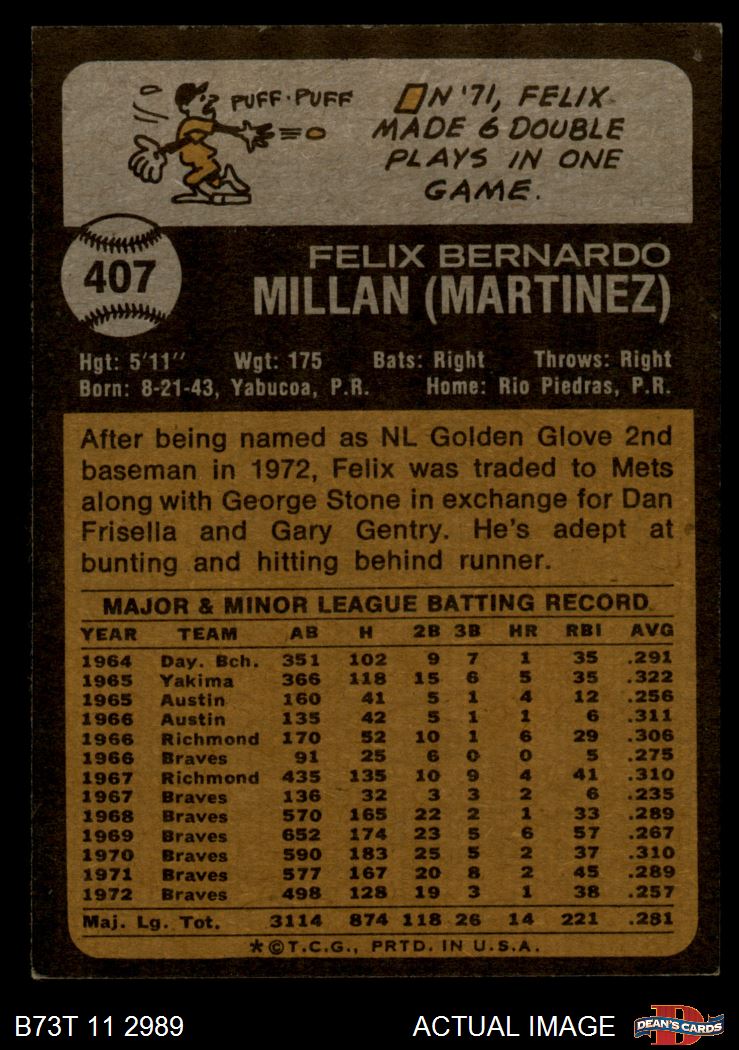 PUFF-PUFF
IN '71, FELIX
MADE 6 DOUBLE
PLAYS IN ONE
GAME.
407
FELIX BERNARDO
MILLAN (MARTINEZ)
Hgt: 5'11" Wgt: 175 Bats: Right Throws: Right
Born: 8-21-43, Yabucoa, P.R. Home: Rio Piedras, P.R.
After being named as NL Golden Glove 2nd
baseman in 1972, Felix was traded to Mets
along with George Stone in exchange for Dan
Frisella and Gary Gentry. He's adept at
bunting and hitting behind runner.
MAJOR & MINOR LEAGUE BATTING RECORD
YEAR TEAM AB H 2B 3B HR RBI AVG
1964 Day. Bch. 351 102 9 7 1 35 .291
1965 Yakima 366 118 15 6 5 35 .322
1965 Austin 160 41 5 1 4 12 .256
1966 Austin 135 42 5 1 1 6 .311
1966 Richmond 170 52 10 1 6 29 .306
1966 Braves 91 25 6 0 0 5 .275
1967 Richmond 435 135 10 9 4 41 .310
1967 Braves 136 32 3 3 2 6 .235
1968 Braves 570 165 22 2 1 33 .289
1969 Braves 652 174 23 5 6 57 .267
1970 Braves 590 183 25 5 2 37 .310
1971 Braves 577 167 20 8 2 45 .289
1972 Braves 498 128 19 3 1 38 .257
Maj. Lg. Tot. 3114 874 118 26 14 221 .281
*©T.C.G., PRTD. IN U.S.A.
B73T 11 2989 ACTUAL IMAGE
D
DEAN'S CARDS